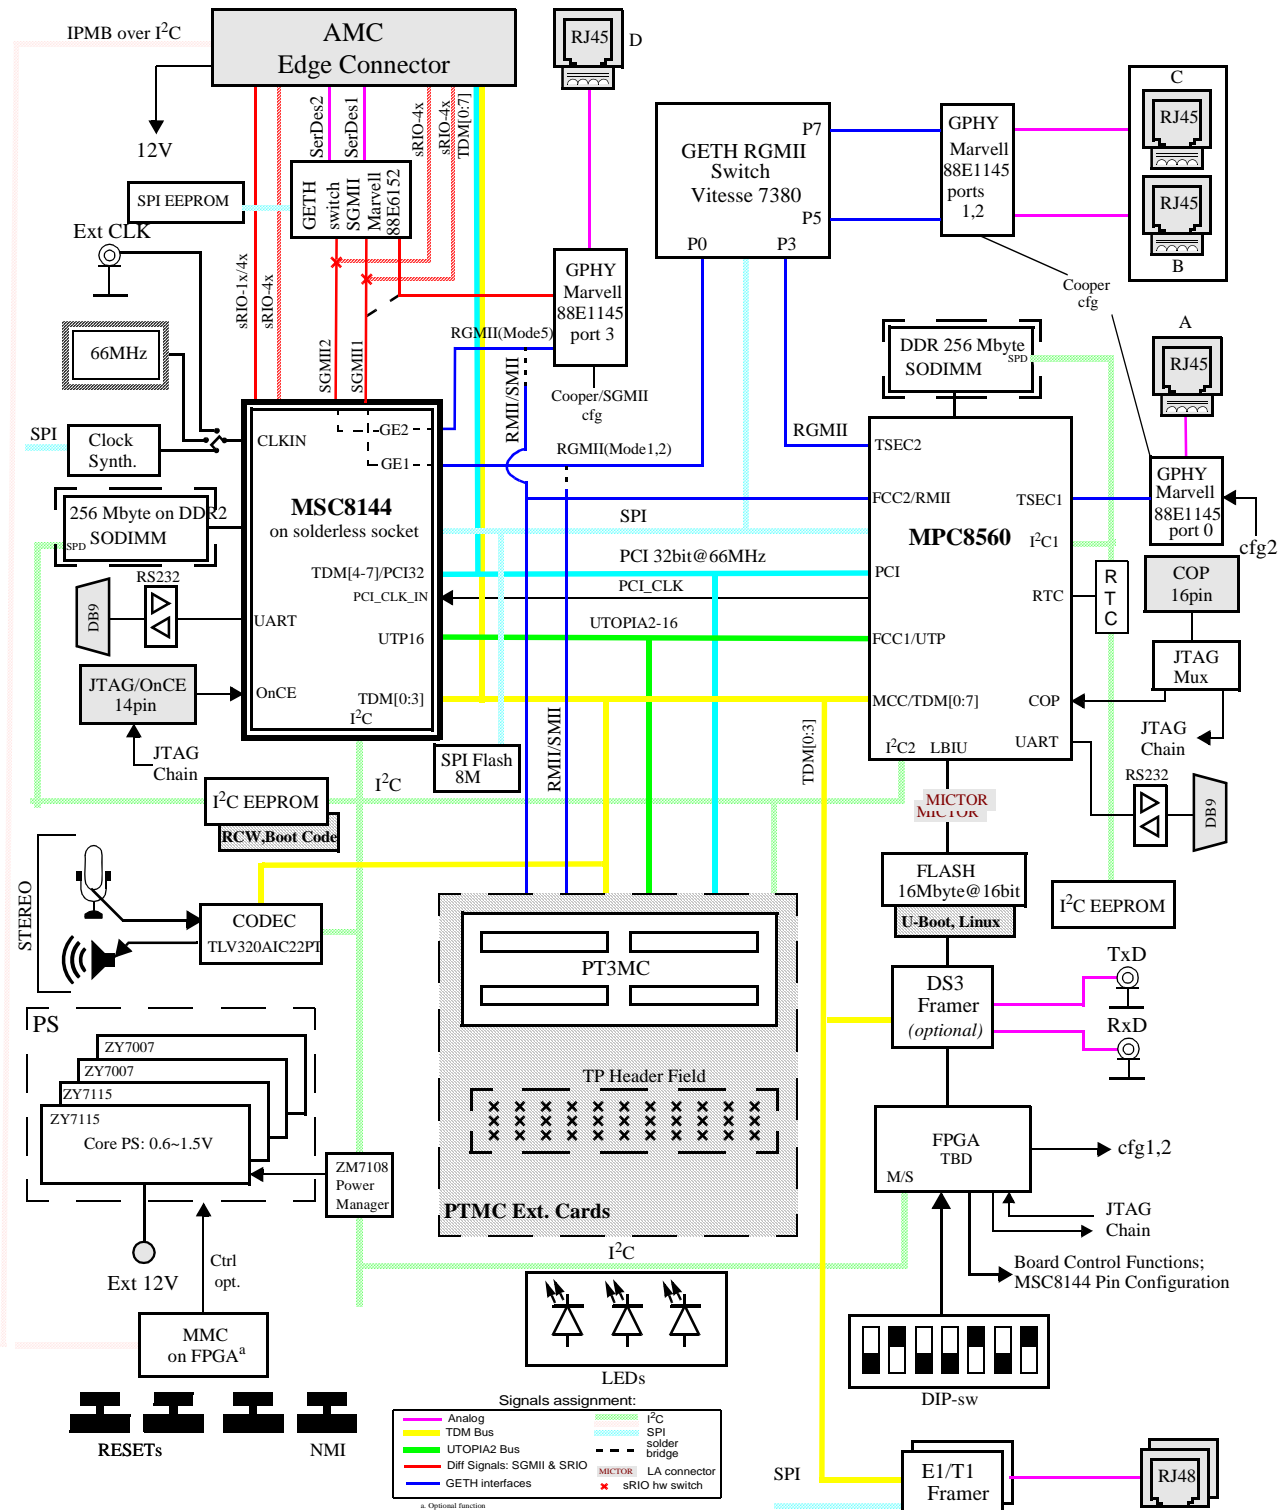 IPMB over I²C
AMC
Edge Connector
RJ45
D
12V
SerDes2
SerDes1
sRIO-4x
sRIO-4x
TDM[0:7]
C
RJ45
RJ45
B
P7
GETH RGMII
Switch
Vitesse 7380
P5
P0
P3
GPHY
Marvell
88E1145
ports
1,2
SPI EEPROM
GETH
switch
SGMII
Marvell
88E6152
Ext CLK
sRIO-1x/4x
sRIO-4x
GPHY
Marvell
88E1145
port 3
Cooper
cfg
66MHz
SGMII2
SGMII1
RGMII(Mode5)
RMII/SMII
Cooper/SGMII
cfg
DDR 256 Mbyte
SPD
SODIMM
A
RJ45
SPI
Clock
Synth.
CLKIN
GE2
GE1
RGMII(Mode1,2)
RGMII
TSEC2
GPHY
Marvell
88E1145
port 0
cfg2
256 Mbyte on DDR2
SODIMM
SPD
MSC8144
on solderless socket
FCC2/RMII
TSEC1
SPI
MPC8560
I²C1
PCI 32bit@66MHz
TDM[4-7]/PCI32
PCI
PCI_CLK_IN
PCI_CLK
RTC
RTC
COP
16pin
DB9
RS232
UART
UTOPIA2-16
UTP16
FCC1/UTP
JTAG
Mux
JTAG/OnCE
14pin
OnCE
TDM[0:3]
I²C
MCC/TDM[0:7]
COP
JTAG
Chain
JTAG
Chain
SPI Flash
8M
RMII/SMII
TDM[0:3]
I²C2
LBIU
UART
RS232
DB9
I²C
I²C EEPROM
RCW,Boot Code
MICTOR
MICTOR
STEREO
CODEC
TLV320AIC22PT
FLASH
16Mbyte@16bit
U-Boot, Linux
I²C EEPROM
PT3MC
TxD
DS3
Framer
(optional)
RxD
PS
ZY7007
ZY7007
ZY7115
ZY7115
Core PS: 0.6~1.5V
TP Header Field
ZM7108
Power
Manager
PTMC Ext. Cards
FPGA
TBD
M/S
cfg1,2
JTAG
Chain
Ext 12V
Ctrl
opt.
I²C
Board Control Functions;
MSC8144 Pin Configuration
MMC
on FPGAᵃ
LEDs
DIP-sw
RESETs
NMI
Signals assignment:
Analog
TDM Bus
UTOPIA2 Bus
Diff Signals: SGMII & SRIO
GETH interfaces
I²C
SPI
solder
bridge
MICTOR
LA connector
sRIO hw switch
a. Optional function
SPI
E1/T1
Framer
RJ48